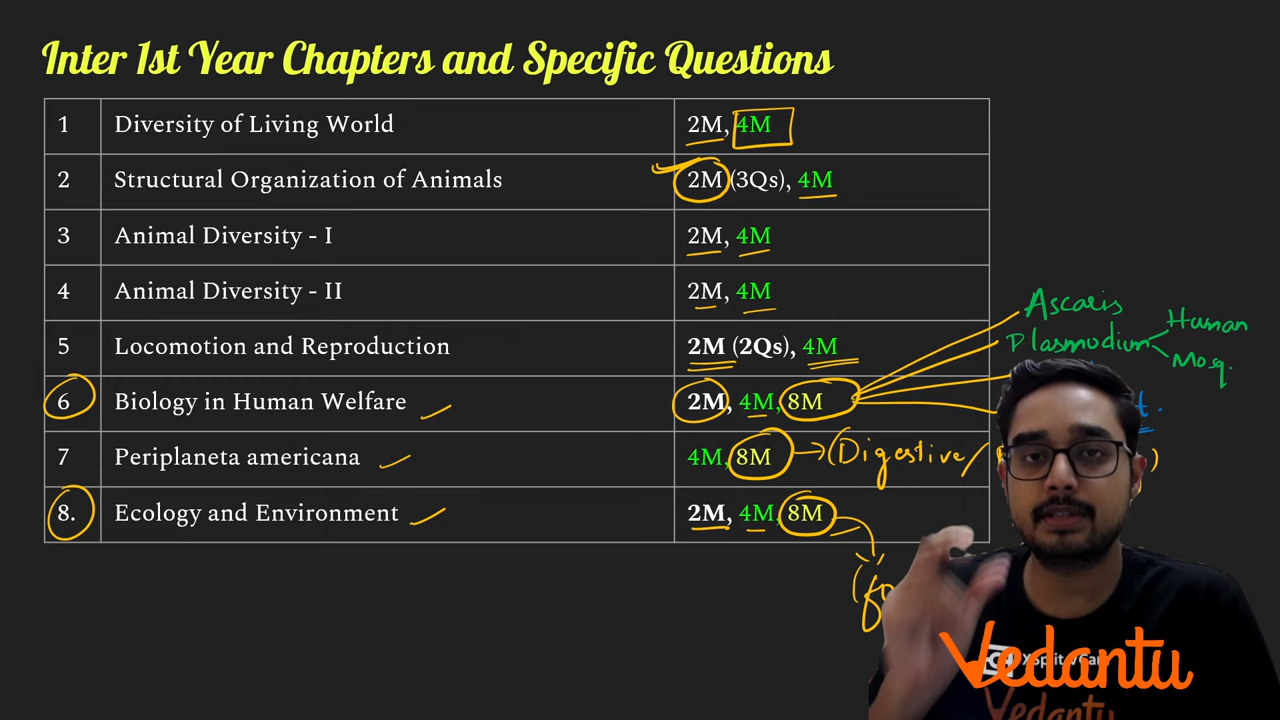 Inter 1st Year Chapters and Specific Questions
1 Diversity of Living World 2M, 4M
2 Structural Organization of Animals 2M (3Qs), 4M
3 Animal Diversity - I 2M, 4M
4 Animal Diversity - II 2M, 4M
5 Locomotion and Reproduction 2M (2Qs), 4M
6 Biology in Human Welfare 2M, 4M, 8M
7 Periplaneta americana 4M, 8M
8. Ecology and Environment 2M, 4M, 8M
Ascaris
Plasmodium
Human
Mosq.
(Digestive/
Vedantu
Vedantu